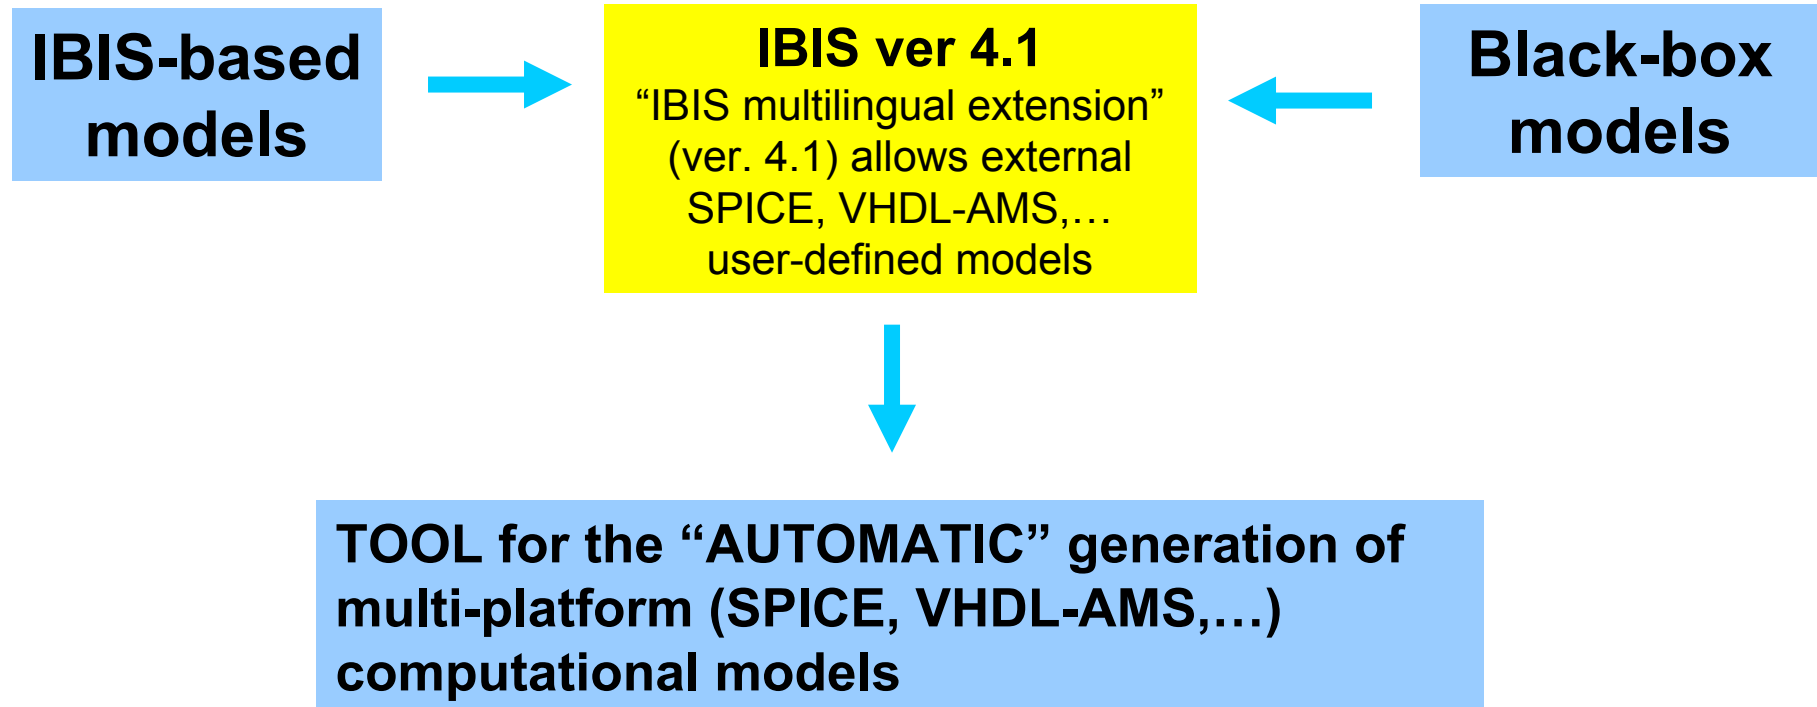 IBIS-based
models
IBIS ver 4.1
“IBIS multilingual extension”
(ver. 4.1) allows external
SPICE, VHDL-AMS,…
user-defined models
Black-box
models
TOOL for the “AUTOMATIC” generation of
multi-platform (SPICE, VHDL-AMS,…)
computational models